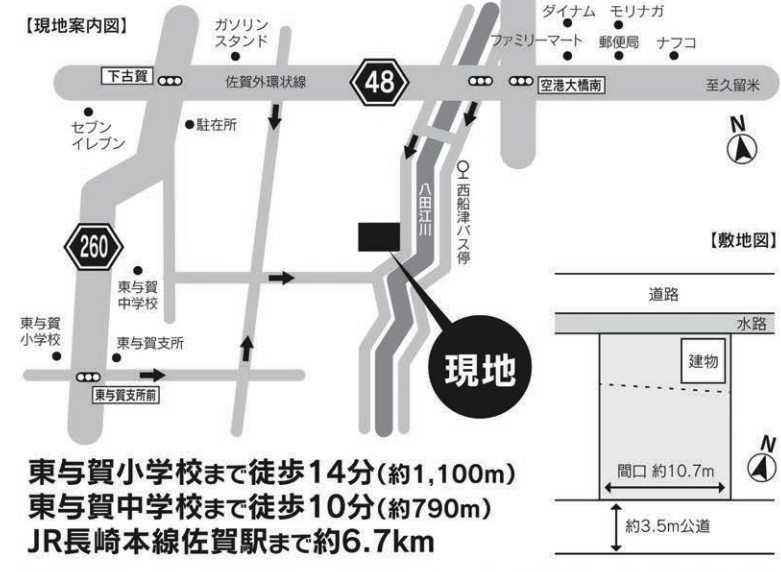 【現地案内図】
ガソリン
スタンド
ダイナム
モリナガ
ファミリーマート
郵便局
ナフコ
下古賀
佐賀外環状線
48
空港大橋南
至久留米
セブン
イレブン
駐在所
N
八田江川
西船津バス停
260
東与賀
中学校
東与賀
小学校
東与賀支所
東与賀支所前
現地
【敷地図】
道路
水路
建物
N
間口 約10.7m
約3.5m公道
東与賀小学校まで徒歩14分(約1,100m)
東与賀中学校まで徒歩10分(約790m)
JR長崎本線佐賀駅まで約6.7km